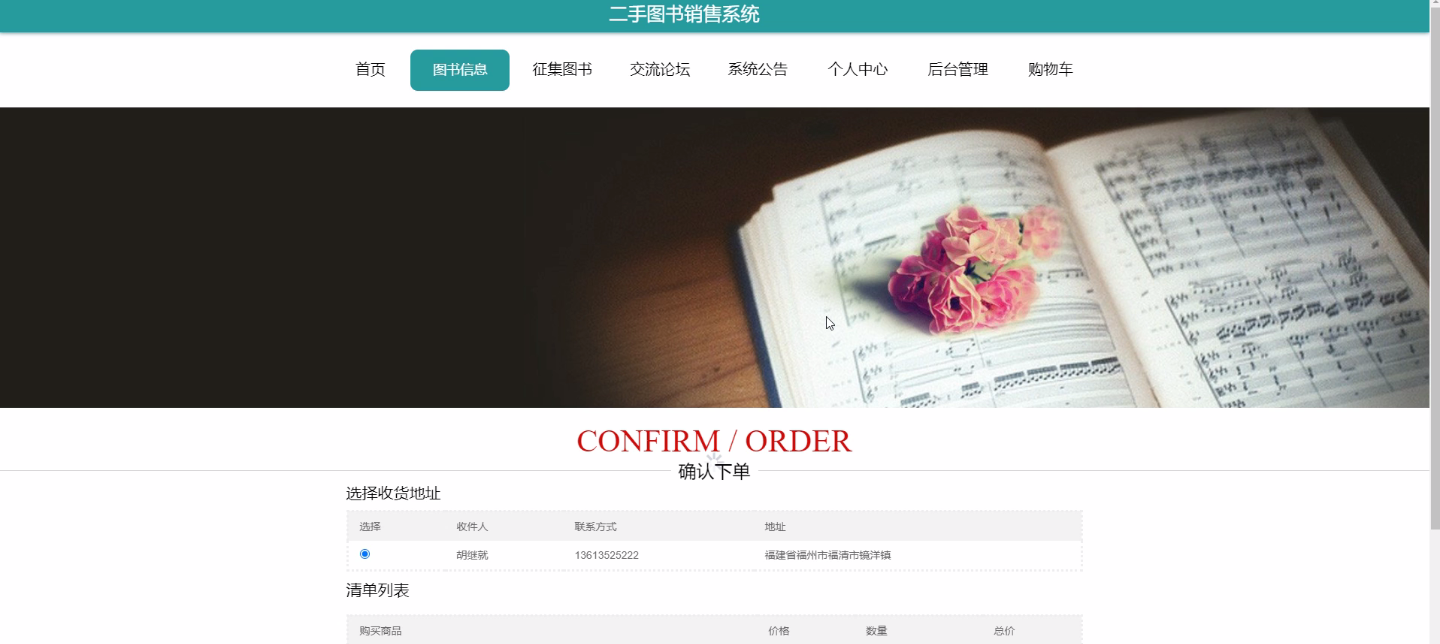 二手图书销售系统
首页 图书信息 征集图书 交流论坛 系统公告 个人中心 后台管理 购物车
CONFIRM / ORDER
确认下单
选择收货地址
选择 收件人 联系方式 地址
胡继就 13613525222 福建省福州市福清市镜洋镇
清单列表
购买商品 价格 数量 总价